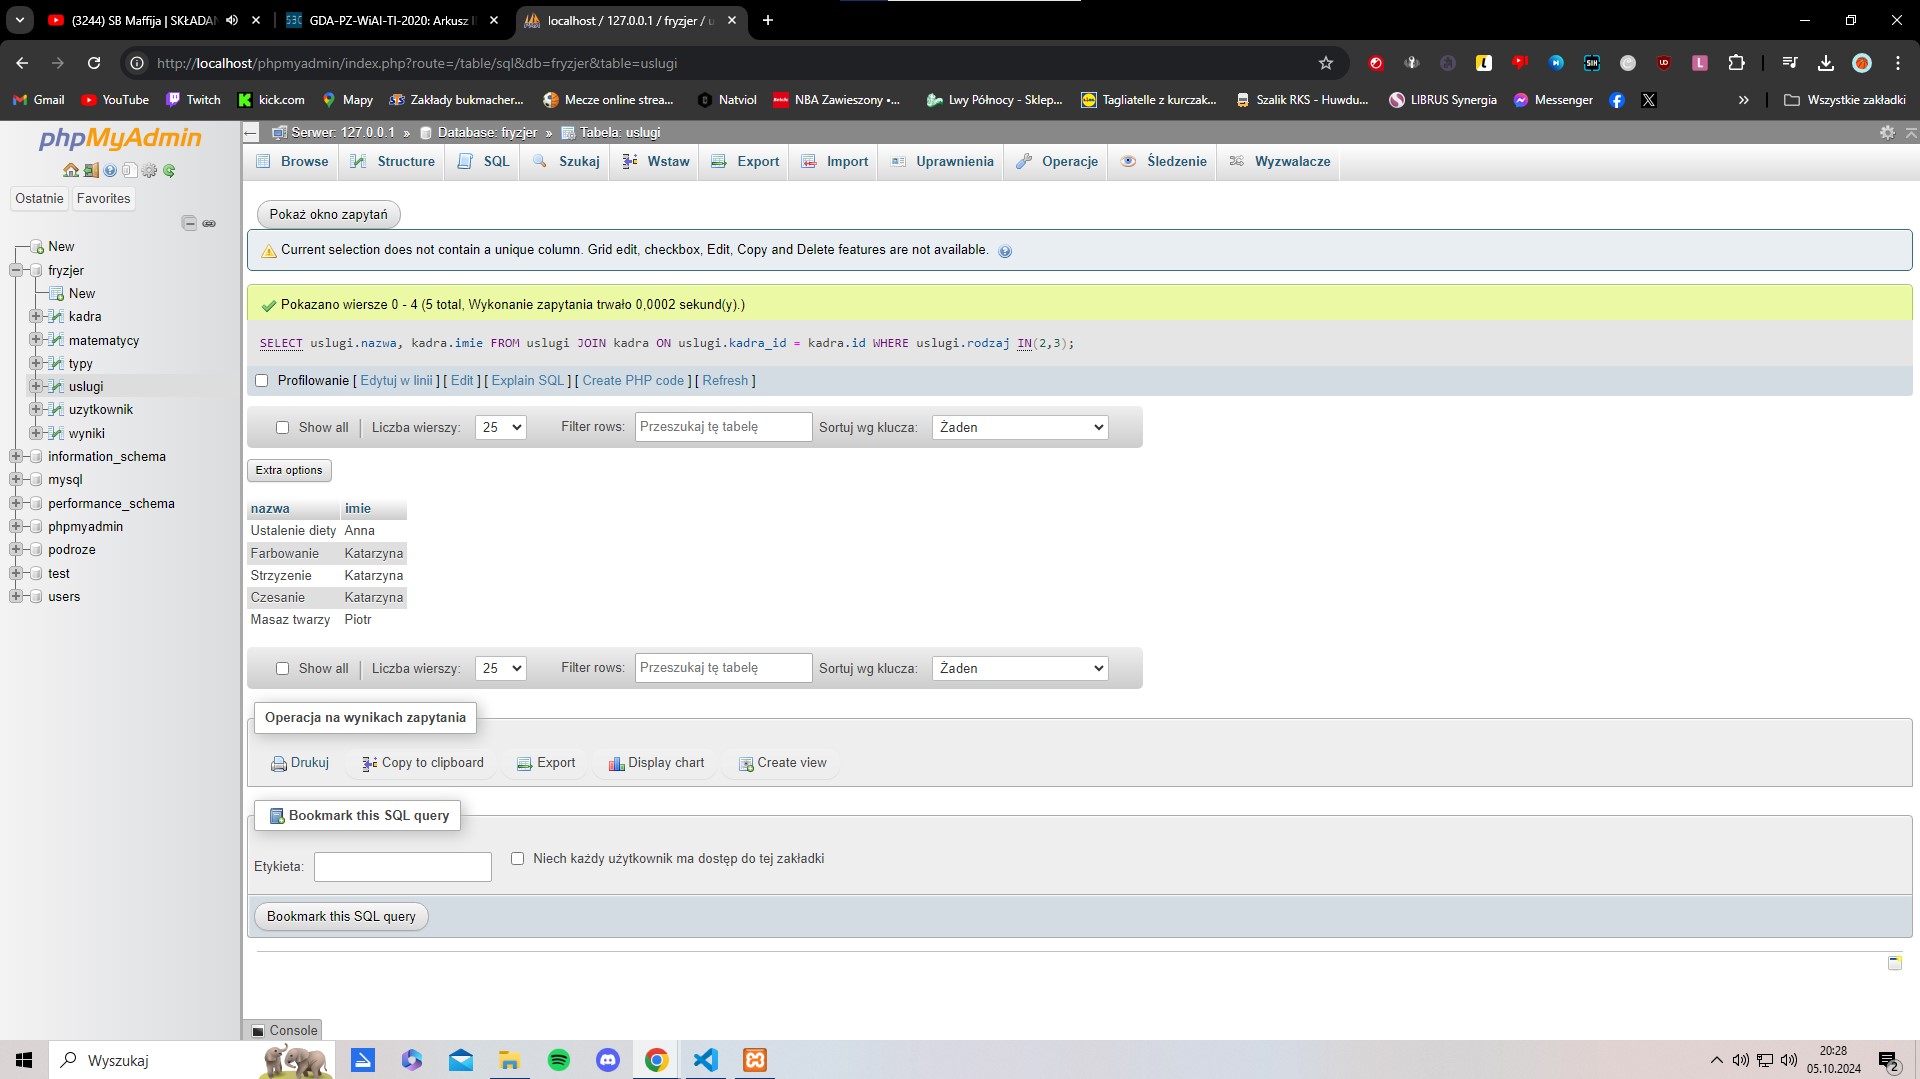 (3244) SB Maffija | SKŁADAN
GDA-PZ-WiAI-TI-2020: Arkusz II
localhost / 127.0.0.1 / fryzjer / u
http://localhost/phpmyadmin/index.php?route=/table/sql&db=fryzjer&table=uslugi
Gmail YouTube Twitch kick.com Mapy Zakłady bukmacher... Mecze online strea... Natviol NBA Zawieszony •... Lwy Północy - Sklep... Tagliatelle z kurczak... Szalik RKS - Huwdu... LIBRUS Synergia Messenger » Wszystkie zakładki
phpMyAdmin
Ostatnie Favorites
New
fryzjer
New
kadra
matematycy
typy
uslugi
uzytkownik
wyniki
information_schema
mysql
performance_schema
phpmyadmin
podroze
test
users
Serwer: 127.0.0.1 » Database: fryzjer » Tabela: uslugi
Browse Structure SQL Szukaj Wstaw Export Import Uprawnienia Operacje Śledzenie Wyzwalacze
Pokaż okno zapytań
Current selection does not contain a unique column. Grid edit, checkbox, Edit, Copy and Delete features are not available.
Pokazano wiersze 0 - 4 (5 total, Wykonanie zapytania trwało 0,0002 sekund(y).)
SELECT uslugi.nazwa, kadra.imie FROM uslugi JOIN kadra ON uslugi.kadra_id = kadra.id WHERE uslugi.rodzaj IN(2,3);
Profilowanie [ Edytuj w linii ] [ Edit ] [ Explain SQL ] [ Create PHP code ] [ Refresh ]
Show all | Liczba wierszy: 25 Filter rows: Przeszukaj tę tabelę Sortuj wg klucza: Żaden
Extra options
nazwa imie
Ustalenie diety Anna
Farbowanie Katarzyna
Strzyzenie Katarzyna
Czesanie Katarzyna
Masaz twarzy Piotr
Show all | Liczba wierszy: 25 Filter rows: Przeszukaj tę tabelę Sortuj wg klucza: Żaden
Operacja na wynikach zapytania
Drukuj Copy to clipboard Export Display chart Create view
Bookmark this SQL query
Etykieta: Niech każdy użytkownik ma dostęp do tej zakładki
Bookmark this SQL query
Console
Wyszukaj
20:28
05.10.2024
2